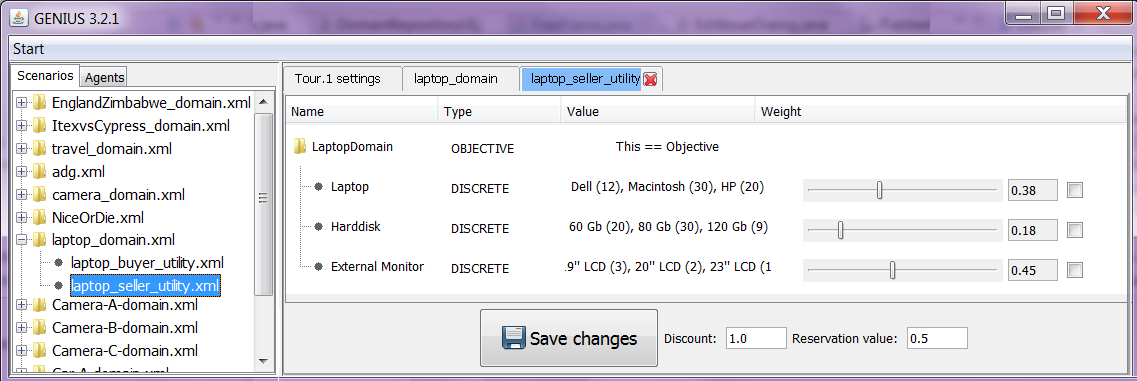 GENIUS 3.2.1
Start
Scenarios Agents
EnglandZimbabwe_domain.xml
ItexvsCypress_domain.xml
travel_domain.xml
adg.xml
camera_domain.xml
NiceOrDie.xml
laptop_domain.xml
laptop_buyer_utility.xml
laptop_seller_utility.xml
Camera-A-domain.xml
Camera-B-domain.xml
Camera-C-domain.xml
Car-A-domain.xml
Tour.1 settings laptop_domain laptop_seller_utility
Name Type Value Weight
LaptopDomain OBJECTIVE This == Objective
Laptop DISCRETE Dell (12), Macintosh (30), HP (20) 0.38
Harddisk DISCRETE 60 Gb (20), 80 Gb (30), 120 Gb (9) 0.18
External Monitor DISCRETE .9" LCD (3), 20" LCD (2), 23" LCD (1 0.45
Save changes Discount: 1.0 Reservation value: 0.5